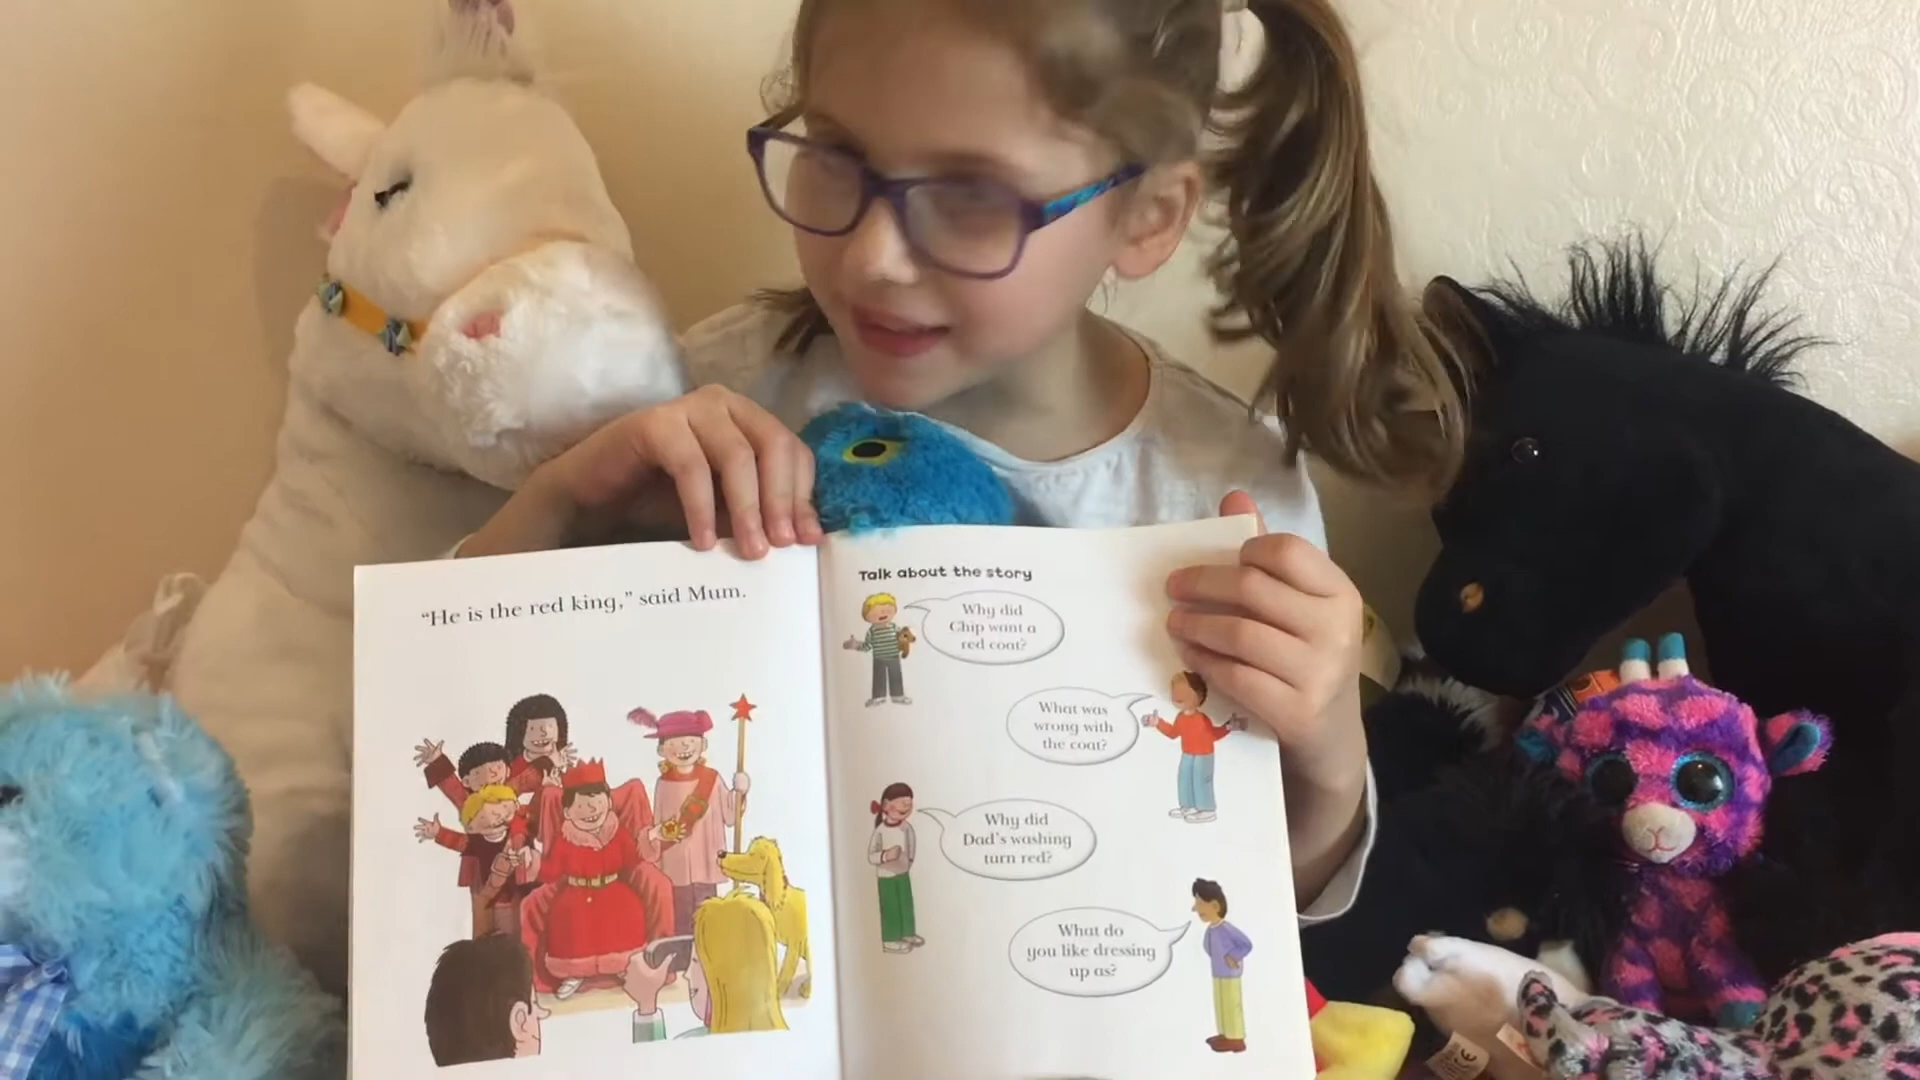 “He is the red king,” said Mum.
Talk about the story
Why did
Chip want a
red coat?
What was
wrong with
the coat?
Why did
Dad’s washing
turn red?
What do
you like dressing
up as?